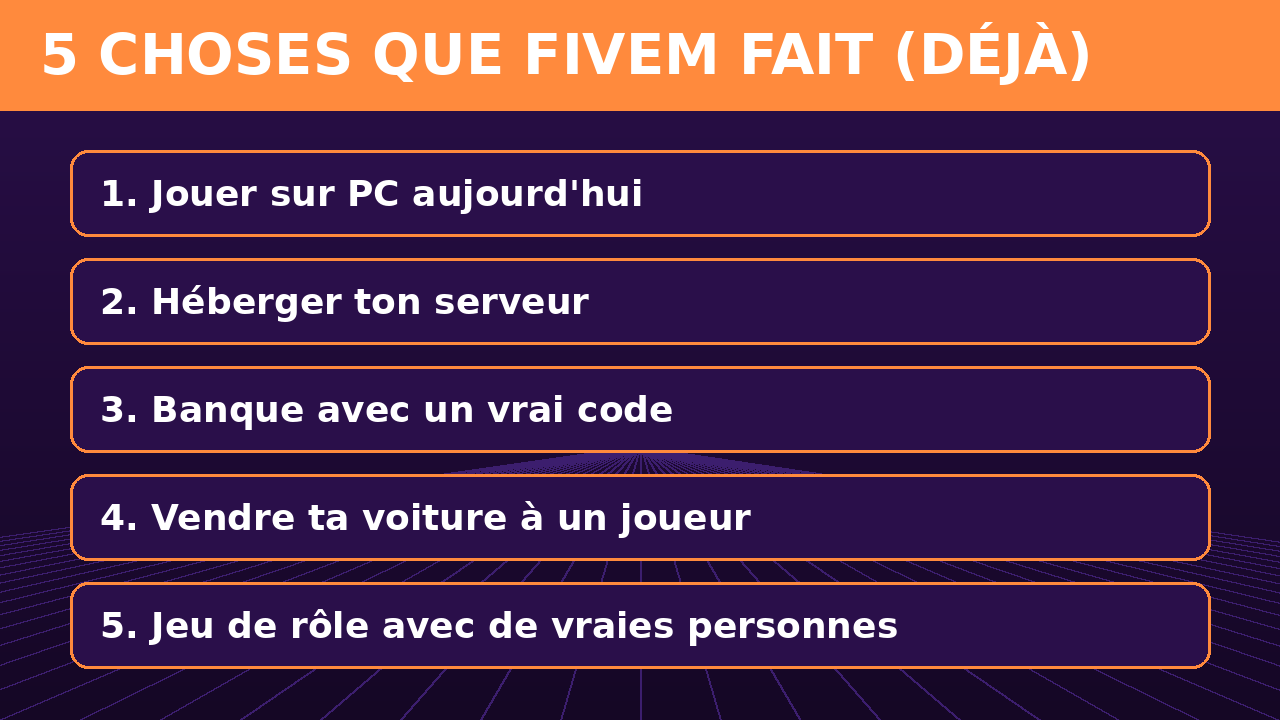 5 CHOSES QUE FIVEM FAIT (DÉJÀ)
1. Jouer sur PC aujourd'hui
2. Héberger ton serveur
3. Banque avec un vrai code
4. Vendre ta voiture à un joueur
5. Jeu de rôle avec de vraies personnes